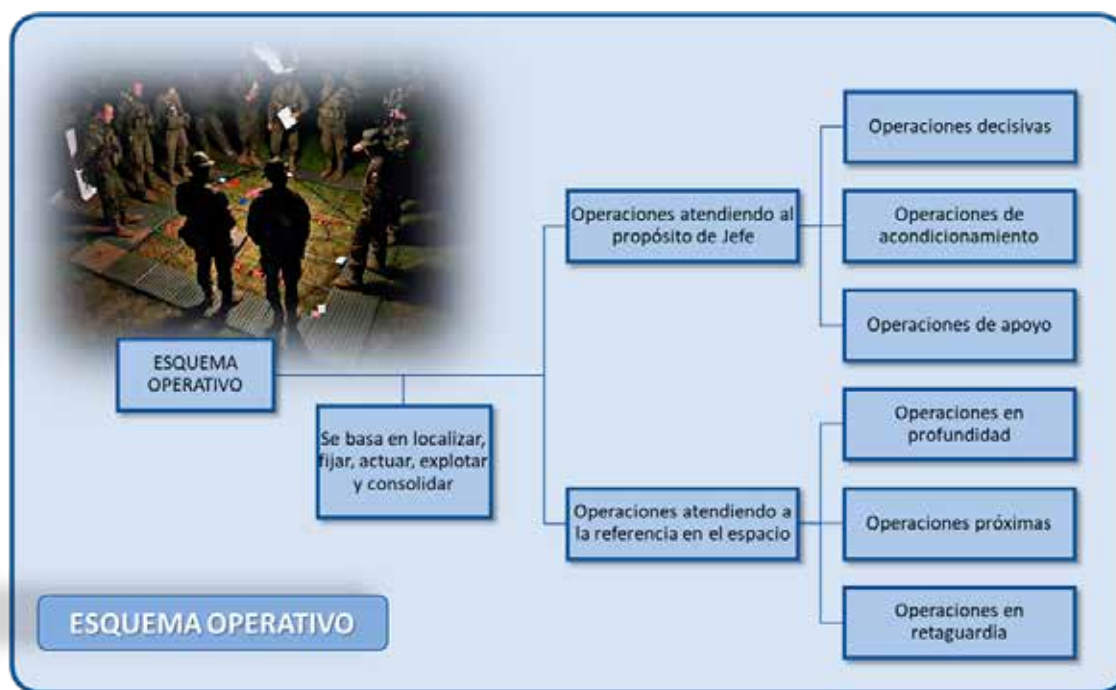 ESQUEMA
OPERATIVO
Se basa en localizar,
fijar, actuar, explotar
y consolidar
Operaciones atendiendo al
propósito de Jefe
Operaciones decisivas
Operaciones de
acondicionamiento
Operaciones de apoyo
Operaciones atendiendo a
la referencia en el espacio
Operaciones en
profundidad
Operaciones próximas
Operaciones en
retaguardia
ESQUEMA OPERATIVO